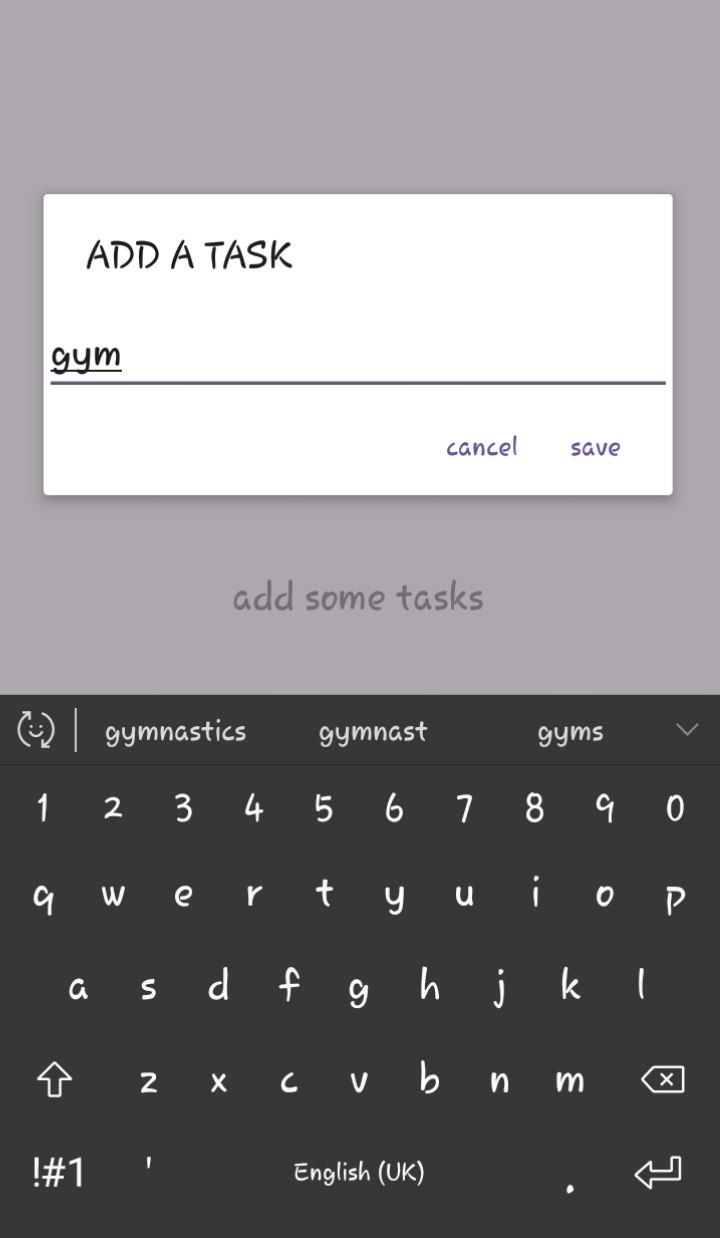 ADD A TASK
gym
cancel save
add some tasks
gymnastics gymnast gyms
1 2 3 4 5 6 7 8 9 0
q w e r t y u i o p
a s d f g h j k l
z x c v b n m
!#1 ' English (UK) .